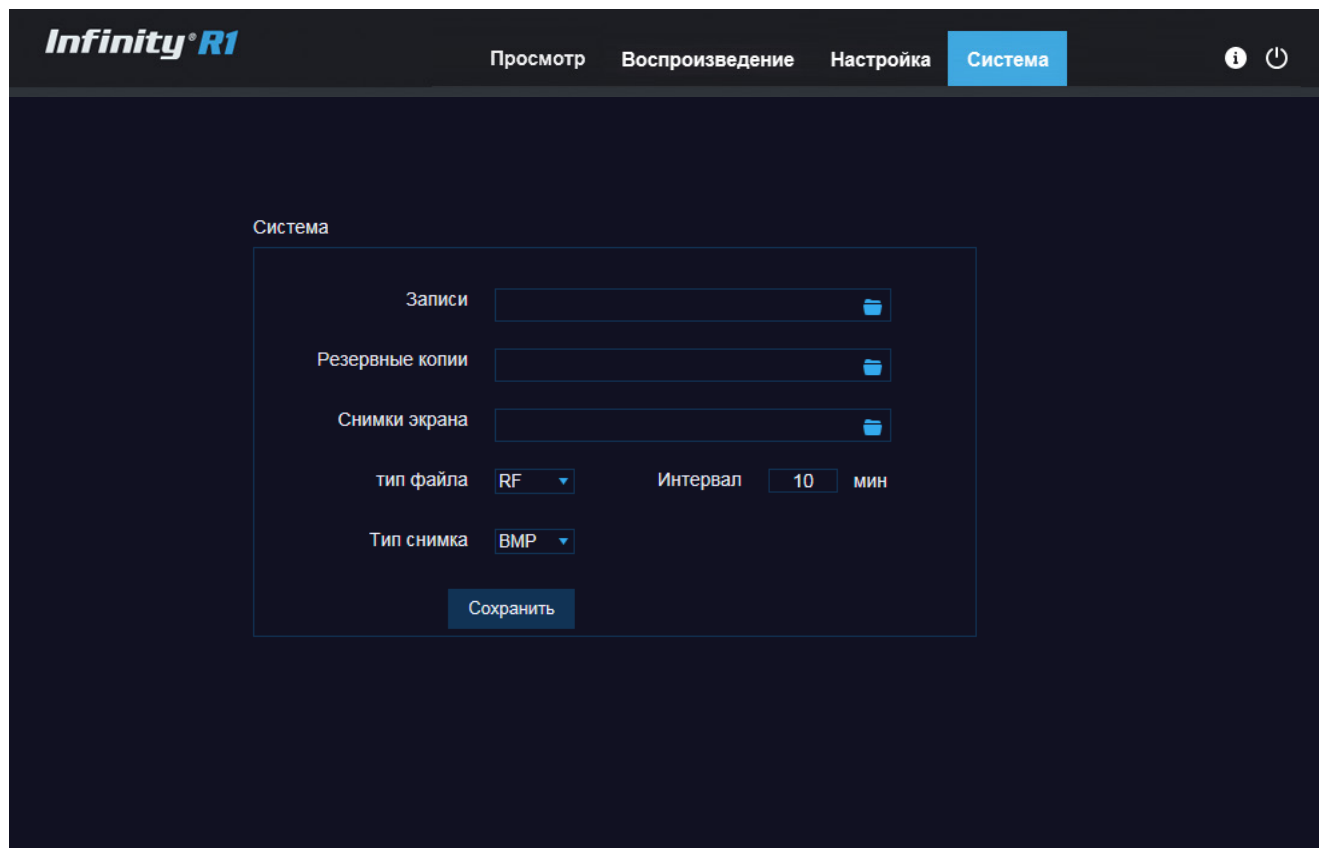 Infinity® R1
Просмотр Воспроизведение Настройка Система
Система
Записи
Резервные копии
Снимки экрана
тип файла RF Интервал 10 мин
Тип снимка BMP
Сохранить